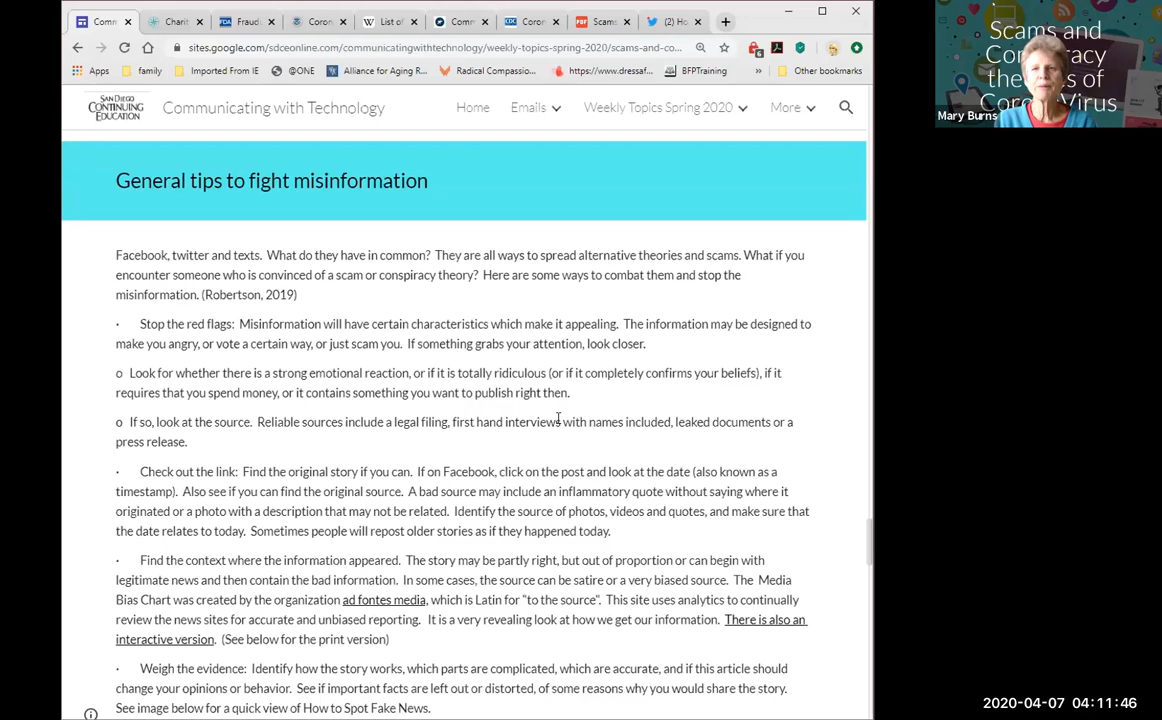 Comm
Charit
Fraud
Coron
List of
Comm
Coron
Scams
(2) Ho
sites.google.com/sdceonline.com/communicatingwithtechnology/weekly-topics-spring-2020/scams-and-co...
Apps
family
Imported From IE
@ONE
Alliance for Aging R...
Radical Compassio...
https://www.dressaf...
BFPTraining
»
Other bookmarks
SAN DIEGO
CONTINUING
EDUCATION
Communicating with Technology
Home
Emails
Weekly Topics Spring 2020
More
General tips to fight misinformation
Facebook, twitter and texts. What do they have in common? They are all ways to spread alternative theories and scams. What if you
encounter someone who is convinced of a scam or conspiracy theory? Here are some ways to combat them and stop the
misinformation. (Robertson, 2019)
· Stop the red flags: Misinformation will have certain characteristics which make it appealing. The information may be designed to
make you angry, or vote a certain way, or just scam you. If something grabs your attention, look closer.
o Look for whether there is a strong emotional reaction, or if it is totally ridiculous (or if it completely confirms your beliefs), if it
requires that you spend money, or it contains something you want to publish right then.
o If so, look at the source. Reliable sources include a legal filing, first hand interviews with names included, leaked documents or a
press release.
· Check out the link: Find the original story if you can. If on Facebook, click on the post and look at the date (also known as a
timestamp). Also see if you can find the original source. A bad source may include an inflammatory quote without saying where it
originated or a photo with a description that may not be related. Identify the source of photos, videos and quotes, and make sure that
the date relates to today. Sometimes people will repost older stories as if they happened today.
· Find the context where the information appeared. The story may be partly right, but out of proportion or can begin with
legitimate news and then contain the bad information. In some cases, the source can be satire or a very biased source. The Media
Bias Chart was created by the organization ad fontes media, which is Latin for "to the source". This site uses analytics to continually
review the news sites for accurate and unbiased reporting. It is a very revealing look at how we get our information. There is also an
interactive version. (See below for the print version)
· Weigh the evidence: Identify how the story works, which parts are complicated, which are accurate, and if this article should
change your opinions or behavior. See if important facts are left out or distorted, of some reasons why you would share the story.
See image below for a quick view of How to Spot Fake News.
Scams and
the
s of
Virus
Mary Burns
2020-04-07 04:11:46